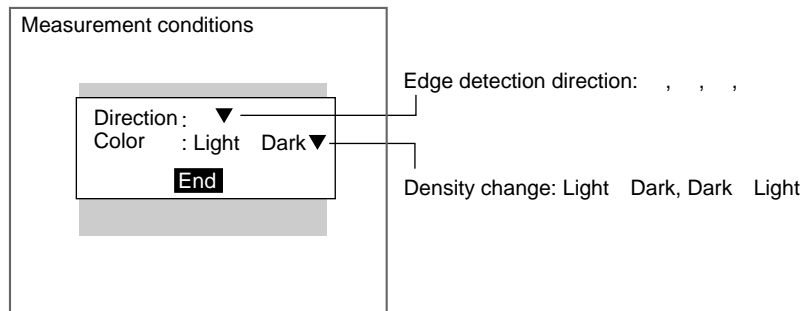 Measurement conditions
Edge detection direction: , , ,
Direction : ▼
Color : Light Dark▼
End
Density change: Light Dark, Dark Light